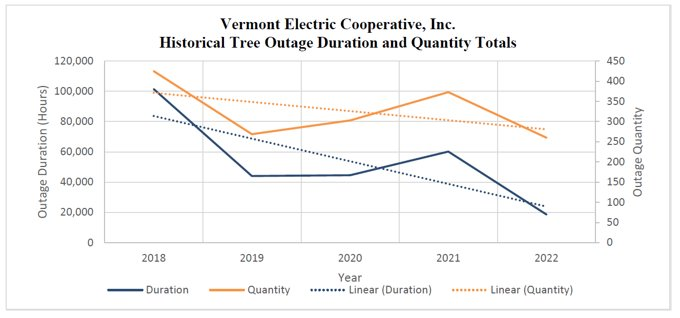 Vermont Electric Cooperative, Inc.
Historical Tree Outage Duration and Quantity Totals
120,000
100,000
80,000
60,000
40,000
20,000
0
Outage Duration (Hours)
450
400
350
300
250
200
150
100
50
0
Outage Quantity
2018 2019 2020 2021 2022
Year
Duration Quantity Linear (Duration) Linear (Quantity)